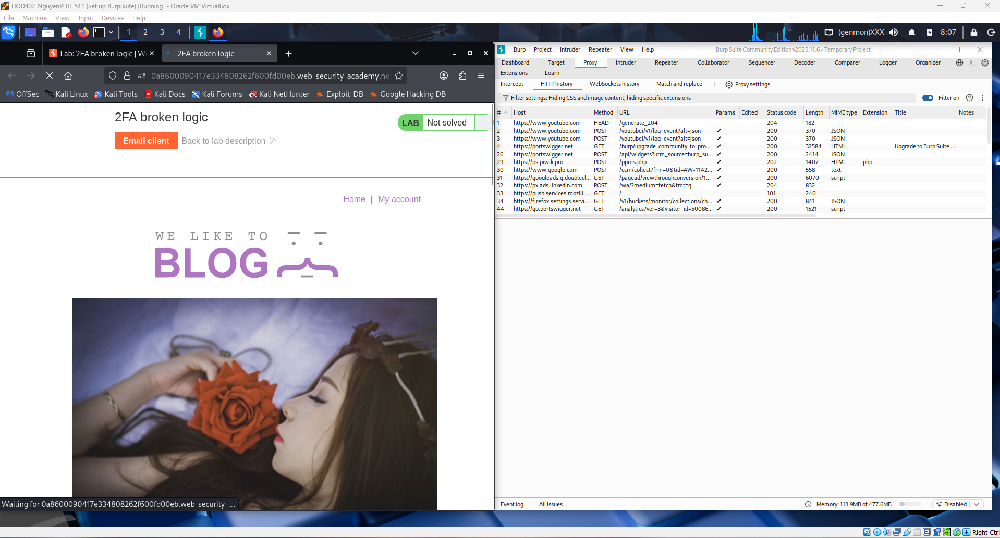 HOD402_NguyenPHH_511 (Set up BurpSuite) [Running] - Oracle VM VirtualBox
File Machine View Input Devices Help
1 2 3 4 (genmon)XXX 8:07
Lab: 2FA broken logic | We
2FA broken logic
0a8600090417e334808262f600fd00eb.web-security-academy.ne
OffSec Kali Linux Kali Tools Kali Docs Kali Forums Kali NetHunter Exploit-DB Google Hacking DB
2FA broken logic
LAB Not solved
Email client Back to lab description
Home | My account
WE LIKE TO
BLOG
Waiting for 0a8600090417e334808262f600fd00eb.web-security-…
Burp Project Intruder Repeater View Help Burp Suite Community Edition v2025.11.6 - Temporary Project
Dashboard Target Proxy Intruder Repeater Collaborator Sequencer Decoder Comparer Logger Organizer
Extensions Learn
Intercept HTTP history WebSockets history Match and replace Proxy settings
Filter settings: Hiding CSS and image content; hiding specific extensions Filter on
# Host Method URL Params Edited Status code Length MIME type Extension Title Notes
1 https://www.youtube.com HEAD /generate_204 204 182
2 https://www.youtube.com POST /youtubei/v1/log_event?alt=json ✓ 200 370 JSON
3 https://www.youtube.com POST /youtubei/v1/log_event?alt=json ✓ 200 370 JSON
4 https://portswigger.net GET /burp/upgrade-community-to-pro... ✓ 200 32584 HTML Upgrade to Burp Suite ...
26 https://portswigger.net POST /api/widgets?utm_source=burp_su... ✓ 200 2414 JSON
29 https://ps.piwik.pro POST /ppms.php ✓ 202 1407 HTML php
30 https://www.google.com POST /ccm/collect?frm=0&tid=AW-1142... ✓ 200 558 text
31 https://googleads.g.doublecl... GET /pagead/viewthroughconversion/1... ✓ 200 6070 script
32 https://px.ads.linkedin.com POST /wa/?medium=fetch&fmt=g ✓ 204 832
33 https://push.services.mozill... GET / 101 240
34 https://firefox.settings.servi... GET /v1/buckets/monitor/collections/ch... ✓ 200 841 JSON
44 https://go.portswigger.net GET /analytics?ver=3&visitor_id=50086... ✓ 200 1521 script
Event log All issues Memory: 113.9MB of 477.6MB Disabled
Right Ctrl